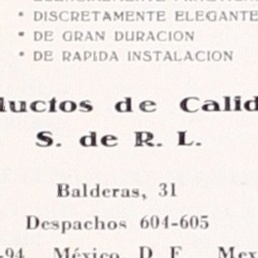 * DISCRETAMENTE ELEGANTE
* DE GRAN DURACION
* DE RAPIDA INSTALACION
ductos de Calid
S. de R. L.
Balderas, 31
Despachos 604-605
-94 México, D. F. Mex